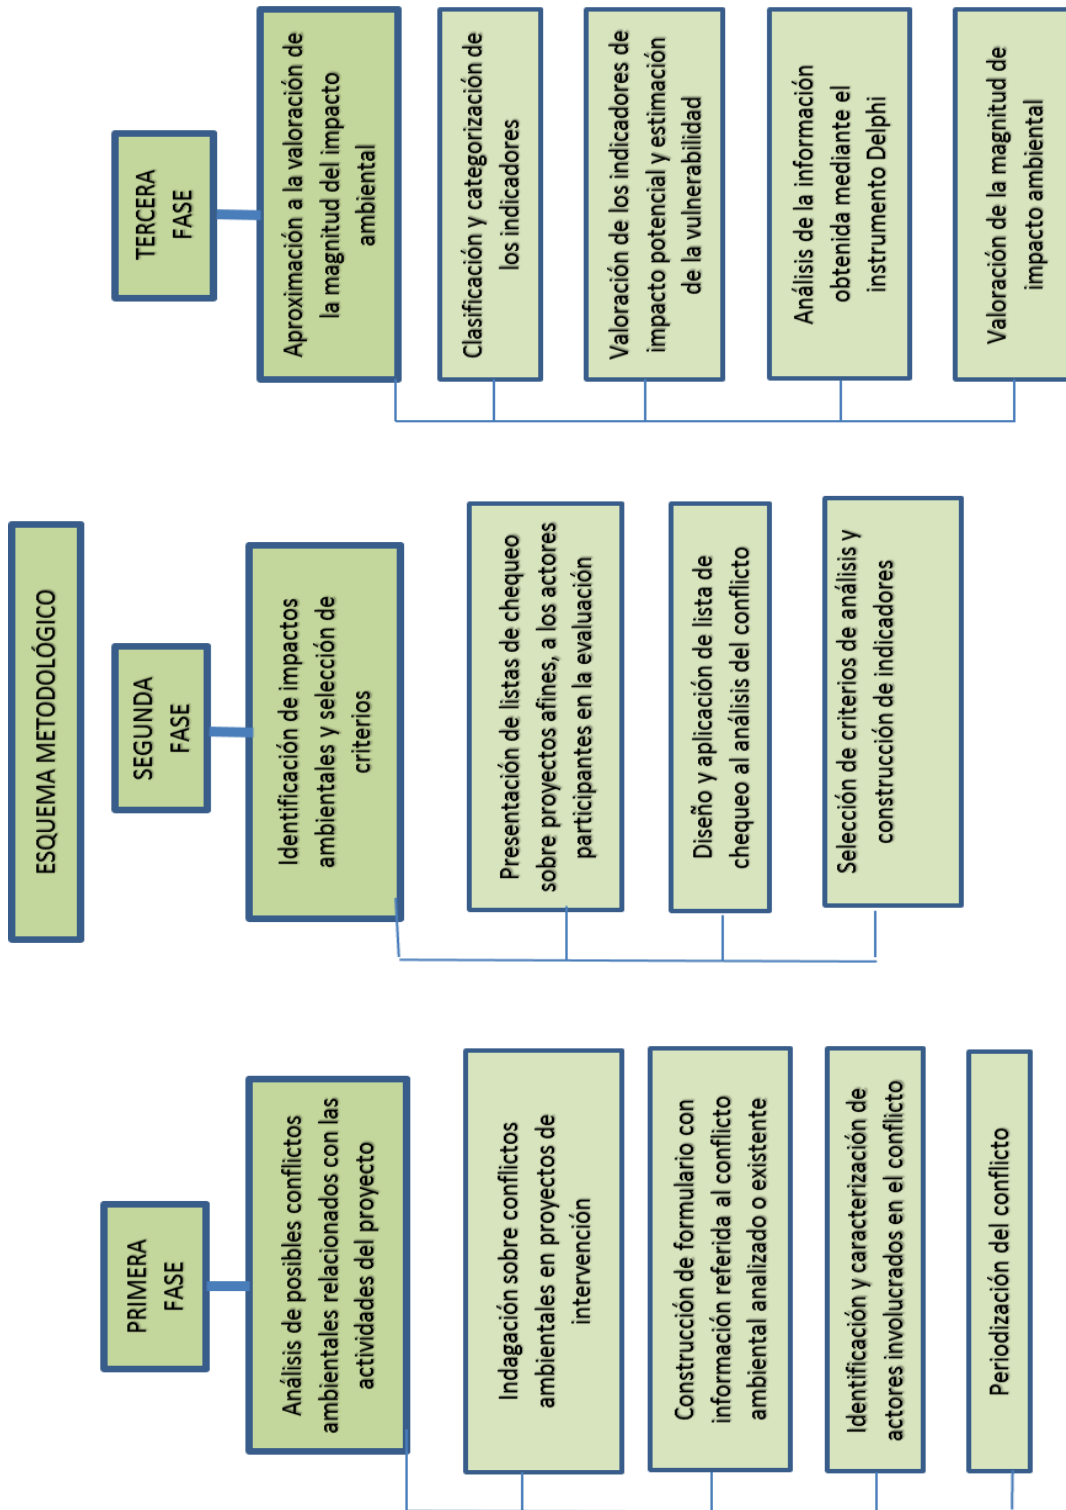 ESQUEMA METODOLÓGICO
PRIMERA
FASE
Análisis de posibles conflictos
ambientales relacionados con las
actividades del proyecto
Indagación sobre conflictos
ambientales en proyectos de
intervención
Construcción de formulario con
información referida al conflicto
ambiental analizado o existente
Identificación y caracterización de
actores involucrados en el conflicto
Periodización del conflicto
SEGUNDA
FASE
Identificación de impactos
ambientales y selección de
criterios
Presentación de listas de chequeo
sobre proyectos afines, a los actores
participantes en la evaluación
Diseño y aplicación de lista de
chequeo al análisis del conflicto
Selección de criterios de análisis y
construcción de indicadores
TERCERA
FASE
Aproximación a la valoración de
la magnitud del impacto
ambiental
Clasificación y categorización de
los indicadores
Valoración de los indicadores de
impacto potencial y estimación
de la vulnerabilidad
Análisis de la información
obtenida mediante el
instrumento Delphi
Valoración de la magnitud de
impacto ambiental